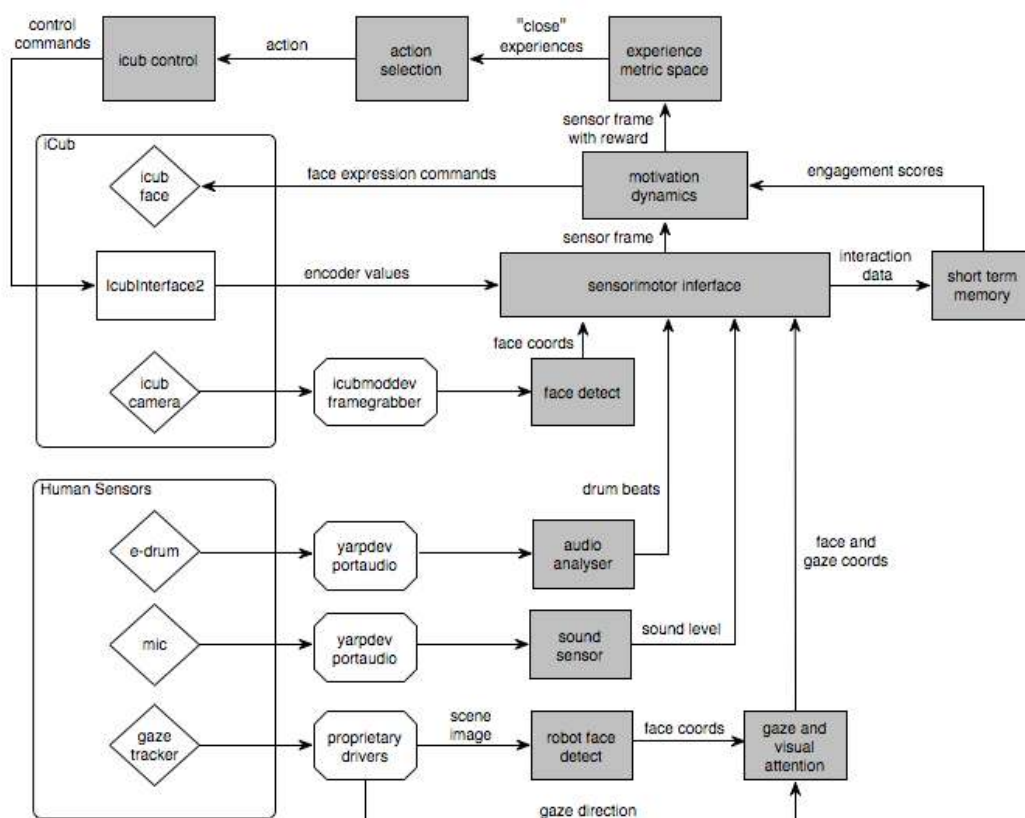 control
commands
icub control
action
action
selection
"close"
experiences
experience
metric space
sensor frame
with reward
iCub
icub
face
face expression commands
motivation
dynamics
engagement scores
sensor frame
IcubInterface2
encoder values
sensorimotor inferface
interaction
data
short term
memory
face coords
icub
camera
icubmoddev
framegrabber
face detect
Human Sensors
drum beats
e-drum
yarpdev
portaudio
audio
analyser
face and
gaze coords
mic
yarpdev
portaudio
sound
sensor
sound level
gaze
tracker
proprietary
drivers
scene
image
robot face
detect
face coords
gaze and
visual
attention
gaze direction